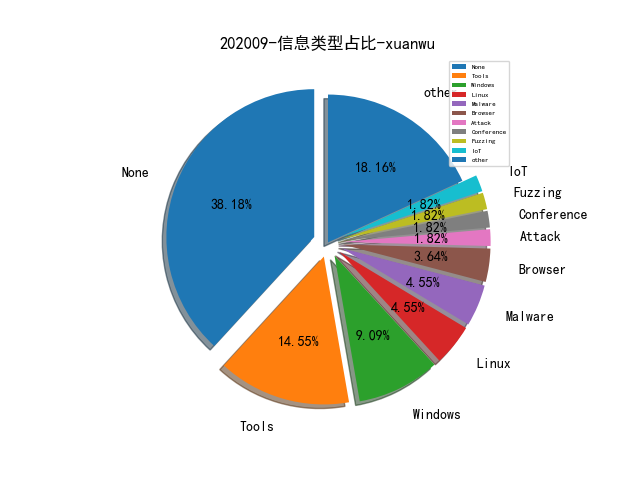 202009-信息类型占比-xuanwu
None
Tools
Windows
Linux
Malware
Browser
Attack
Conference
Fuzzing
IoT
other
other
18.16%
IoT
1.82%
Fuzzing
1.82%
Conference
1.82%
Attack
1.82%
Browser
3.64%
Malware
4.55%
Linux
4.55%
Windows
9.09%
Tools
14.55%
None
38.18%